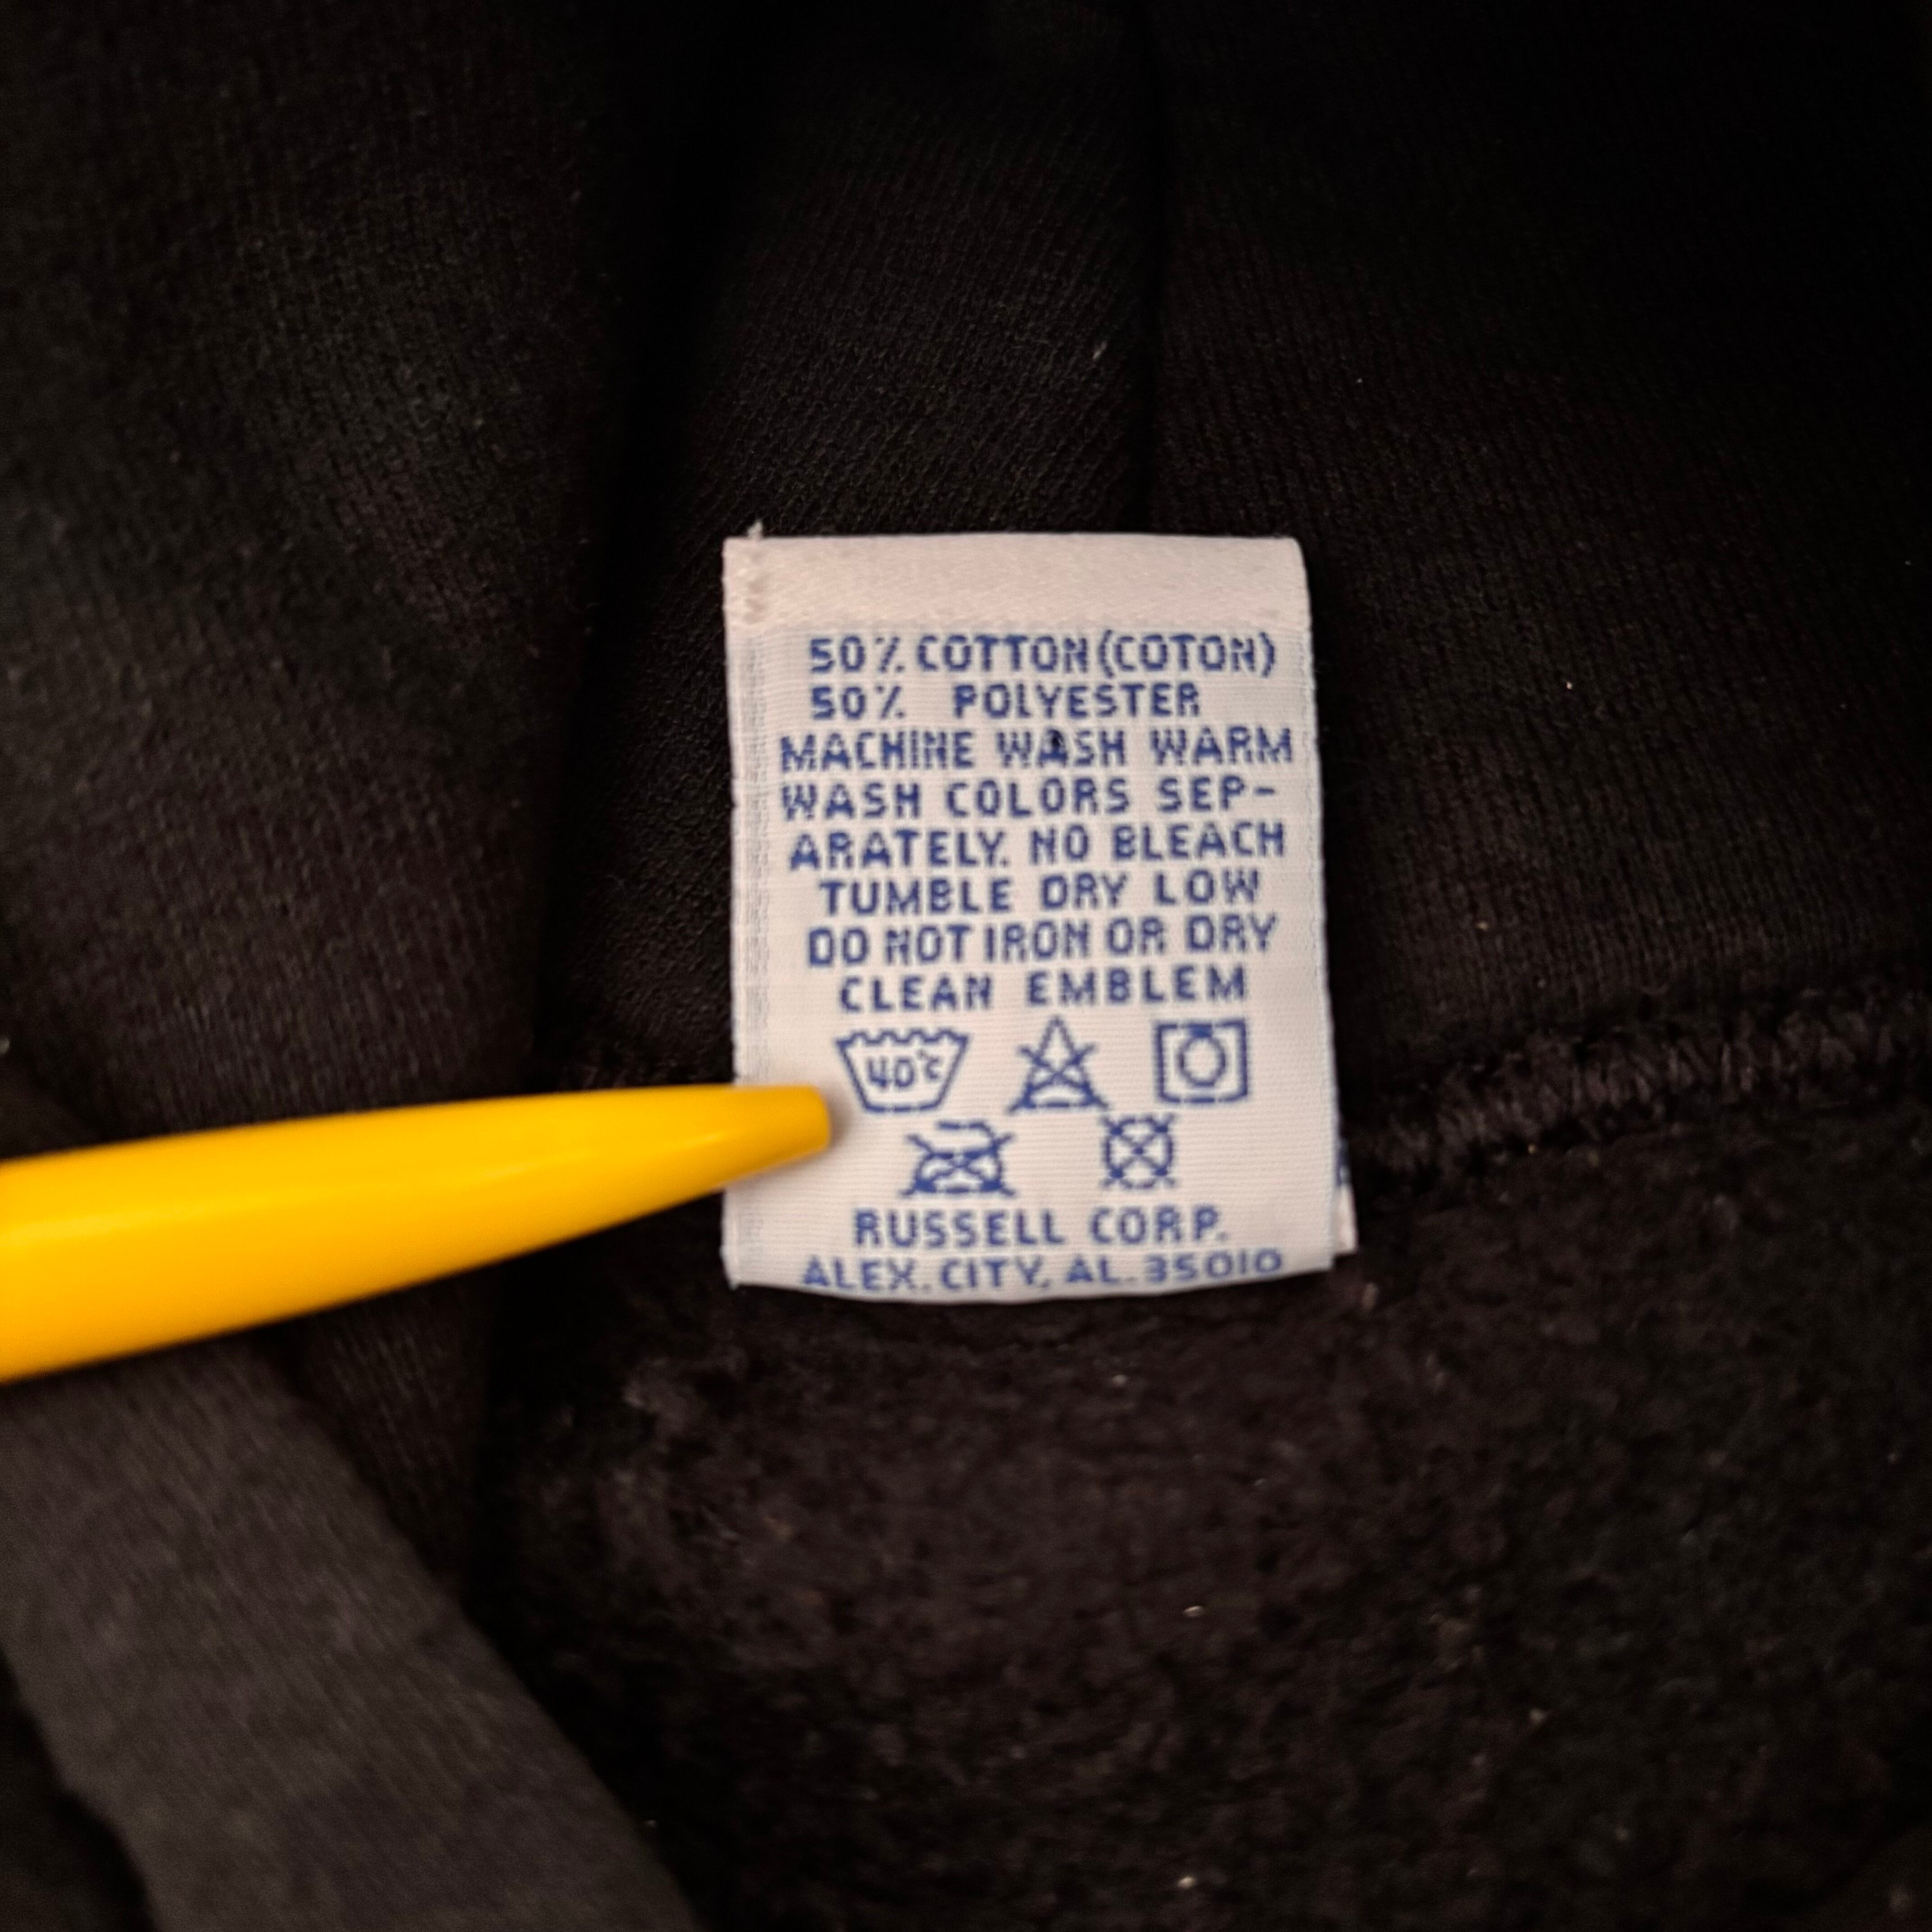 50% COTTON (COTON)
50% POLYESTER
MACHINE WASH WARM
WASH COLORS SEP-
ARATELY. NO BLEACH
TUMBLE DRY LOW
DO NOT IRON OR DRY
CLEAN EMBLEM
40°C
RUSSELL CORP.
ALEX. CITY, AL. 35010